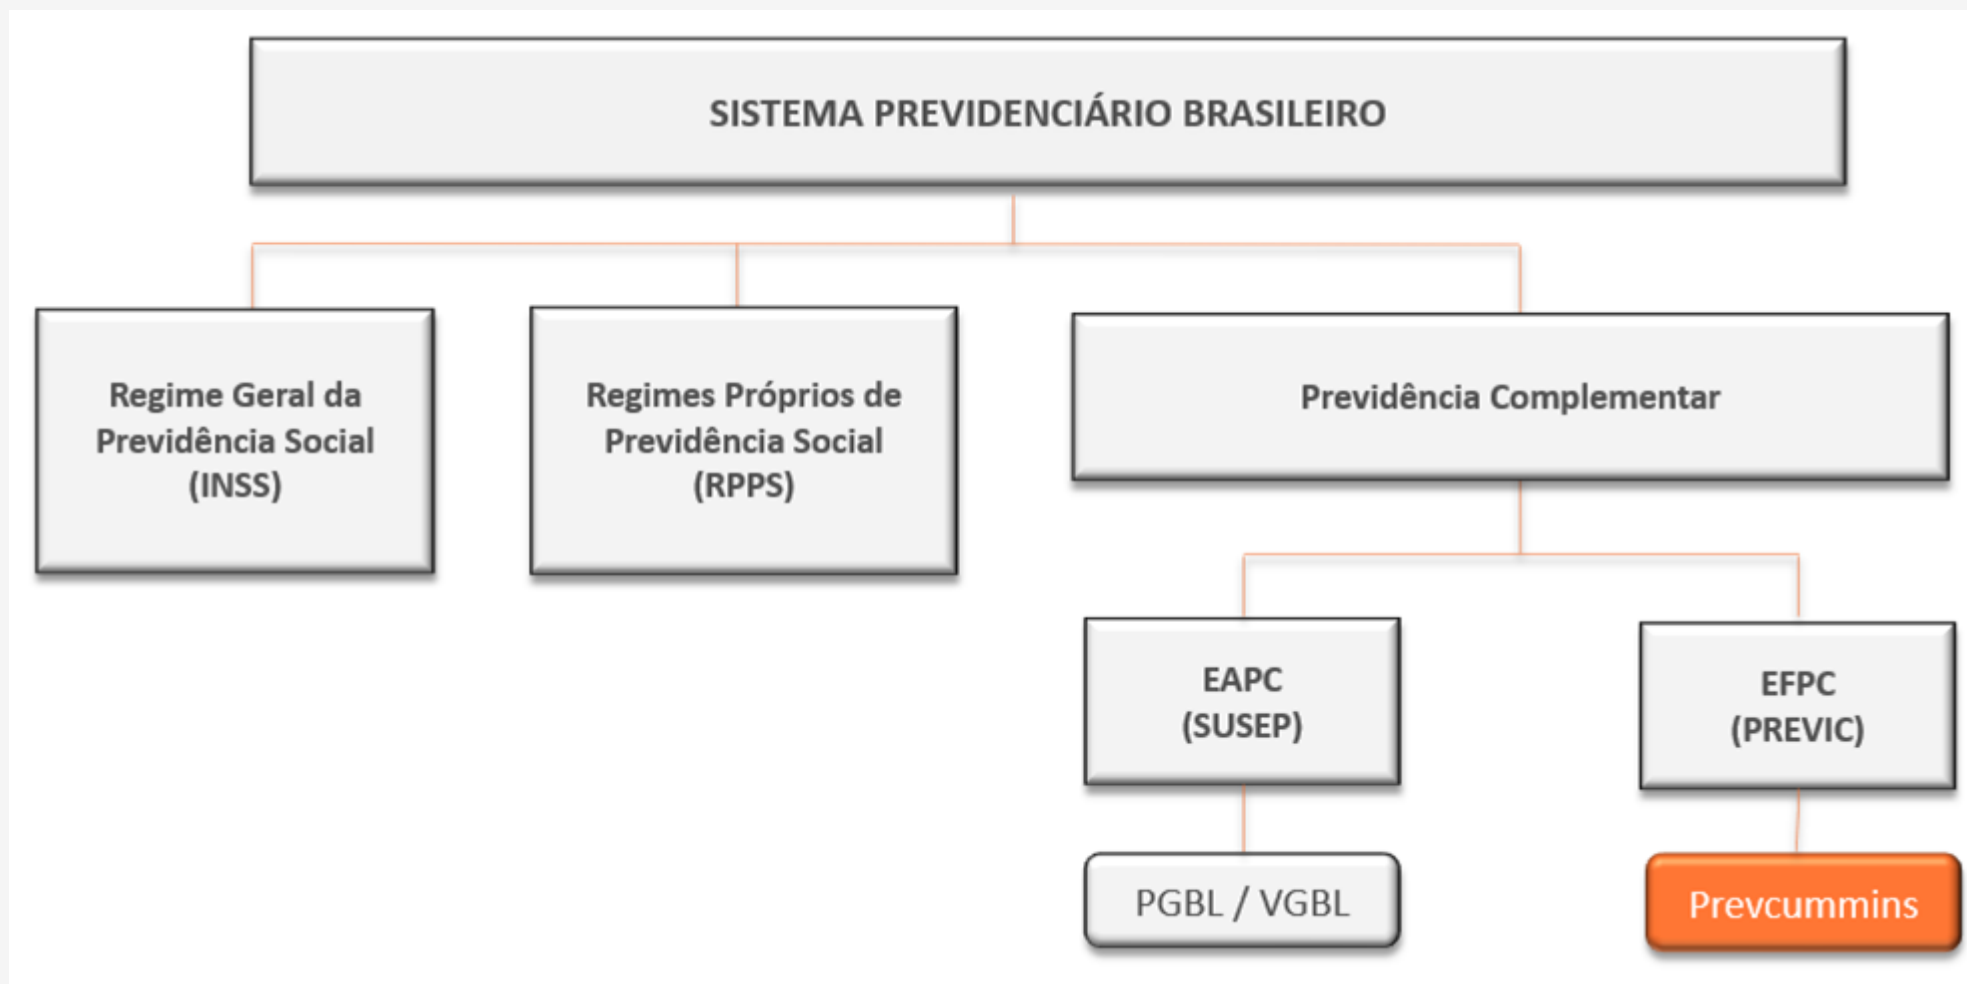 SISTEMA PREVIDENCIÁRIO BRASILEIRO
Regime Geral da
Previdência Social
(INSS)
Regimes Próprios de
Previdência Social
(RPPS)
Previdência Complementar
EAPC
(SUSEP)
EFPC
(PREVIC)
PGBL / VGBL
Prevcummins